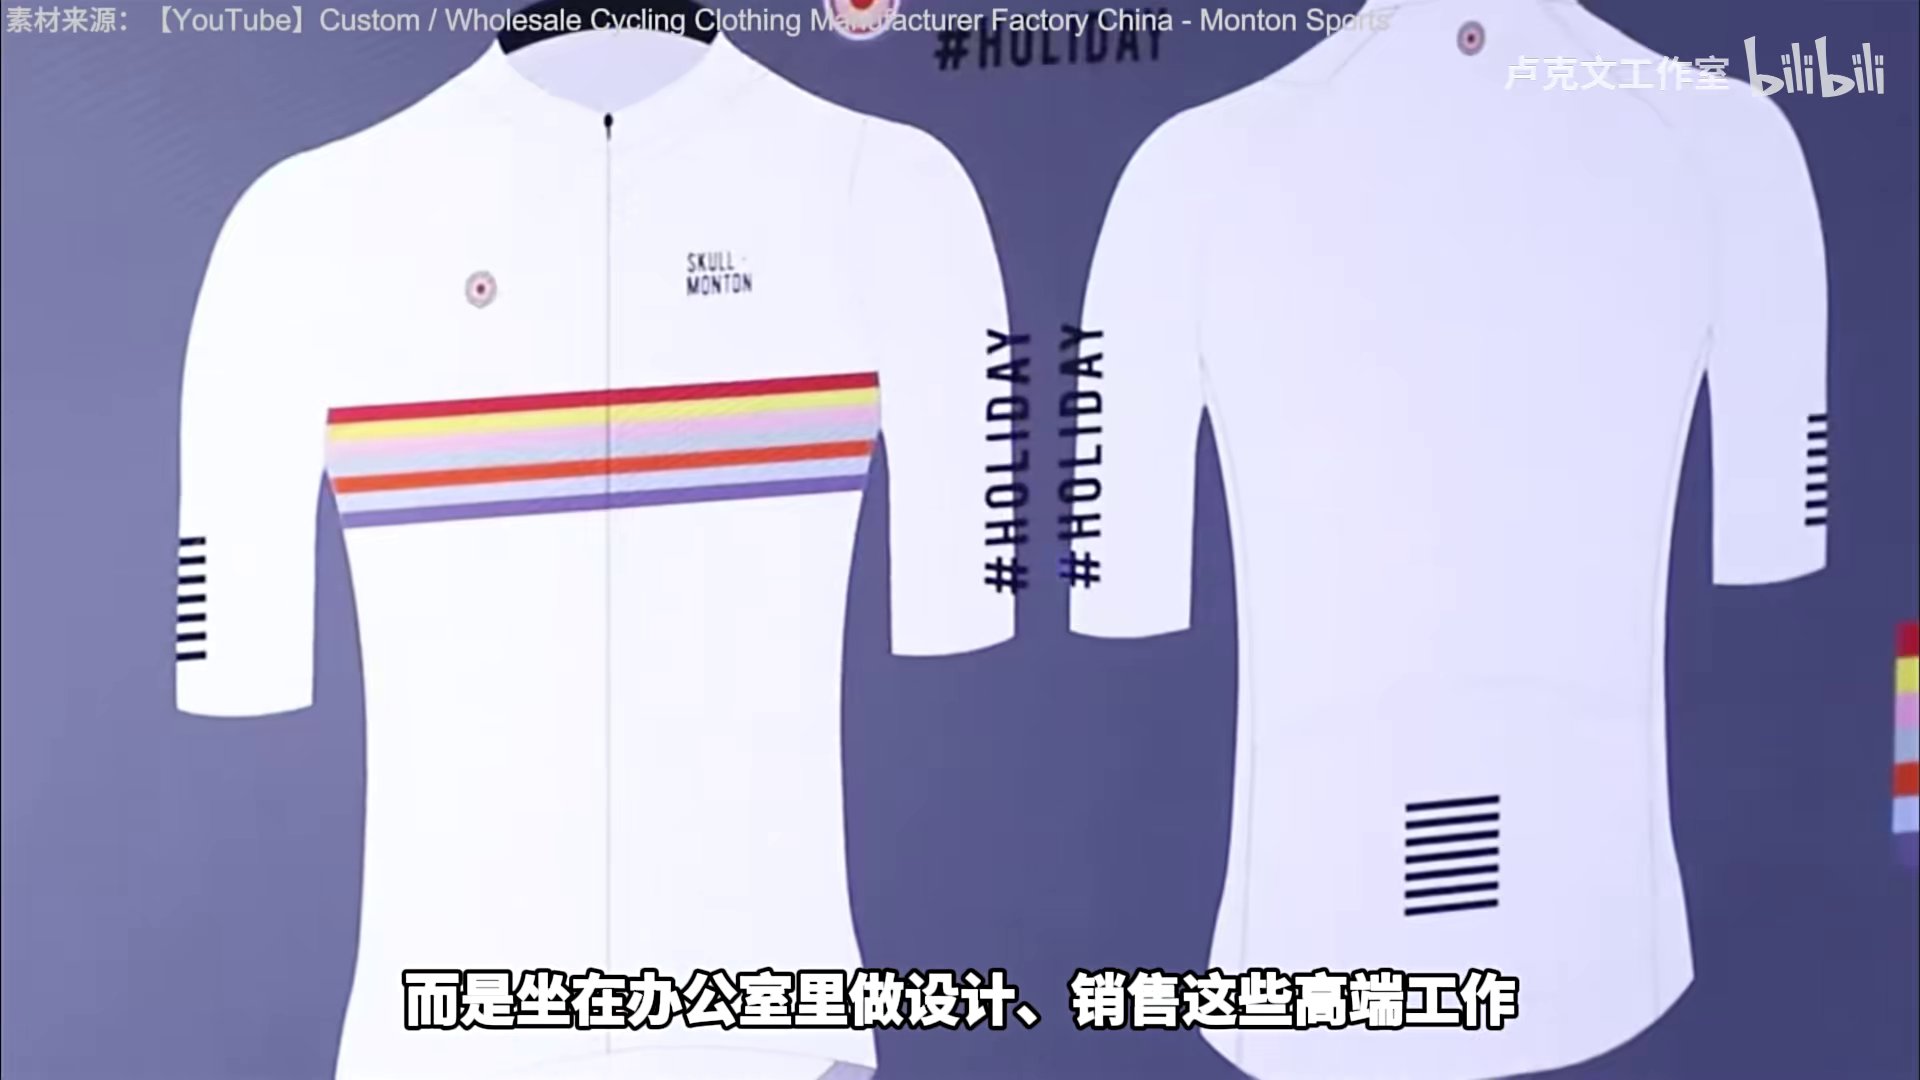 素材来源：【YouTube】Custom / Wholesale Cycling Clothing Manufacturer Factory China - Monton Sports
#HOLIDAY
卢克文工作室 bilibili
SKULL
MONTON
#HOLIDAY
#HOLIDAY
而是坐在办公室里做设计、销售这些高端工作